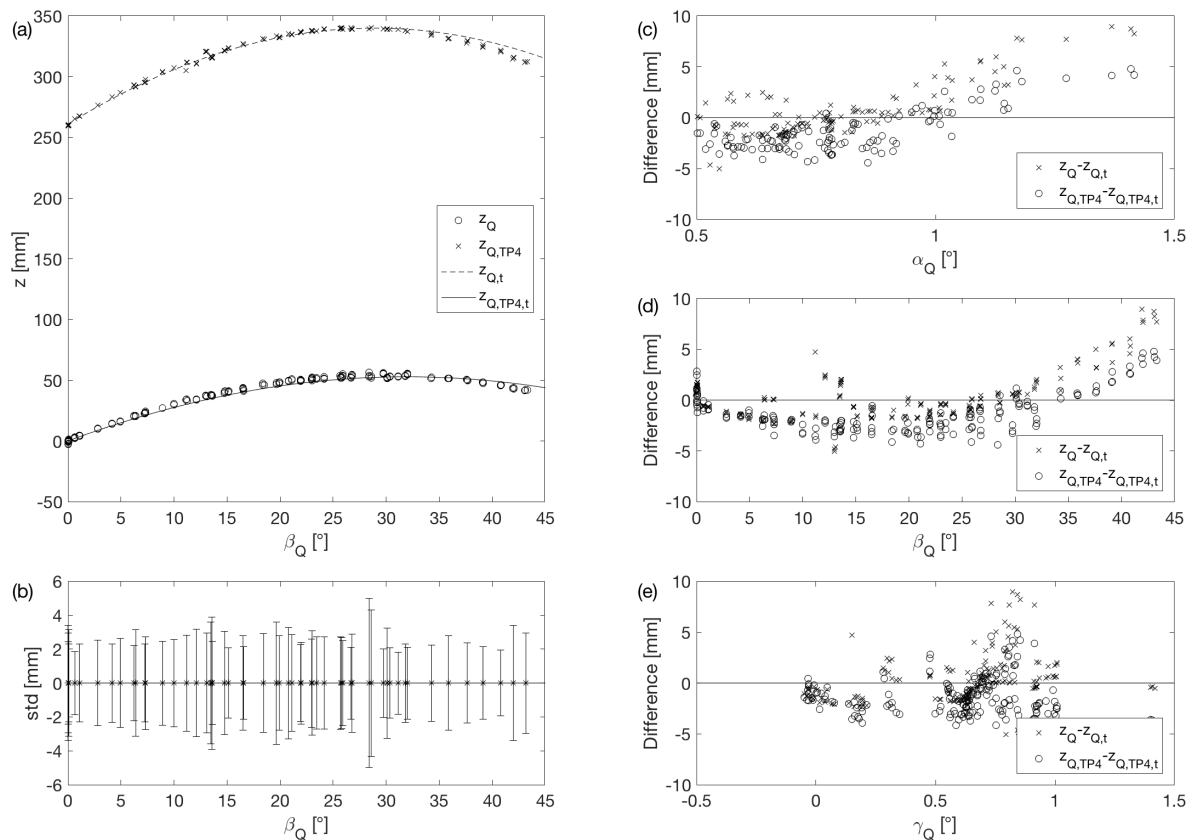 (a)
400
350
300
250
200
150
100
50
0
-50
z [mm]
0 5 10 15 20 25 30 35 40 45
β_Q [°]
z_Q
z_Q,TP4
z_Q,t
z_Q,TP4,t
(b)
6
4
2
0
-2
-4
-6
std [mm]
0 5 10 15 20 25 30 35 40 45
β_Q [°]
(c)
10
5
0
-5
-10
Difference [mm]
0.5 1 1.5
α_Q [°]
z_Q-z_Q,t
z_Q,TP4-z_Q,TP4,t
(d)
10
5
0
-5
-10
Difference [mm]
0 5 10 15 20 25 30 35 40 45
β_Q [°]
z_Q-z_Q,t
z_Q,TP4-z_Q,TP4,t
(e)
10
5
0
-5
-10
Difference [mm]
-0.5 0 0.5 1 1.5
γ_Q [°]
z_Q-z_Q,t
z_Q,TP4-z_Q,TP4,t